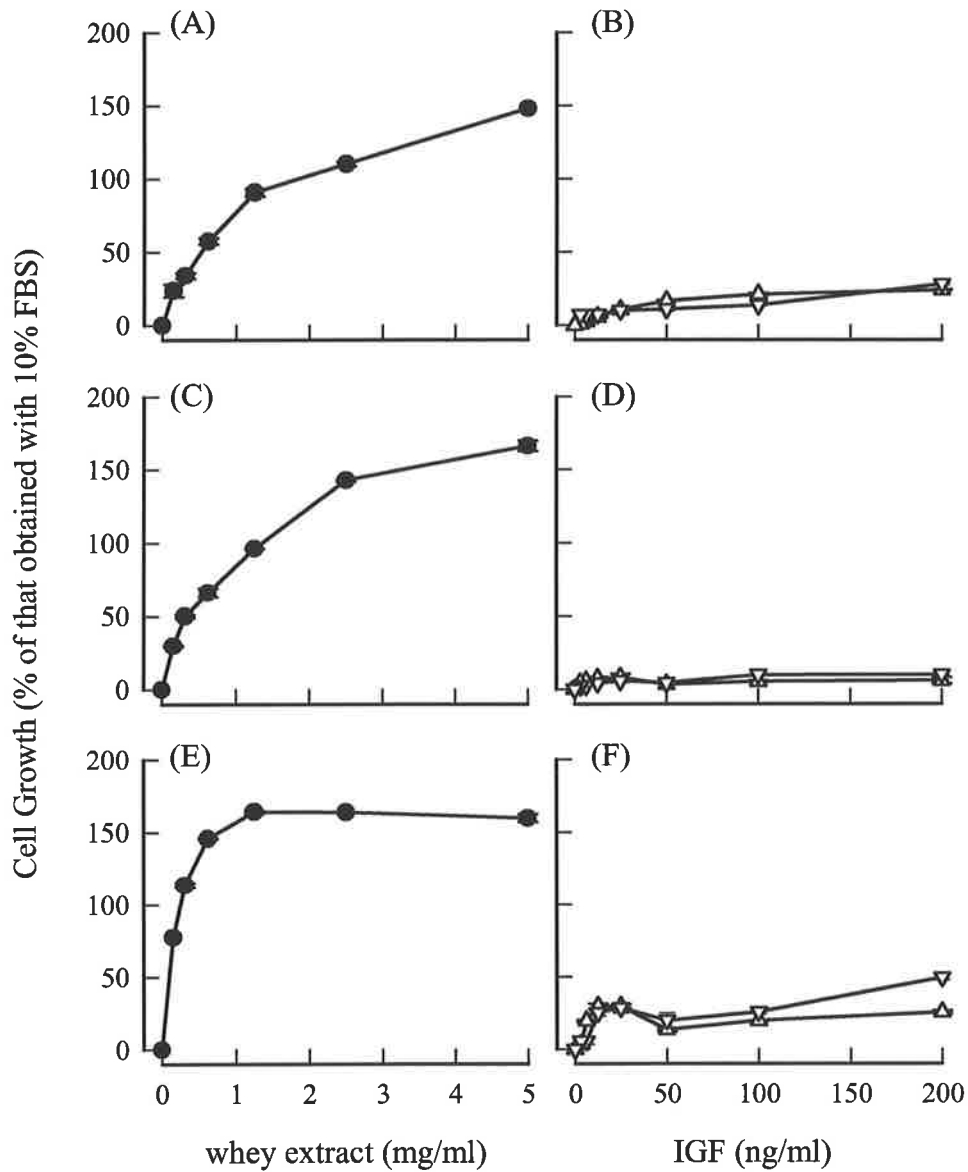 Cell Growth (% of that obtained with 10% FBS)
(A)
200
150
100
50
0
(B)
(C)
200
150
100
50
0
(D)
(E)
200
150
100
50
0
(F)
0 1 2 3 4 5
0 50 100 150 200
whey extract (mg/ml)
IGF (ng/ml)